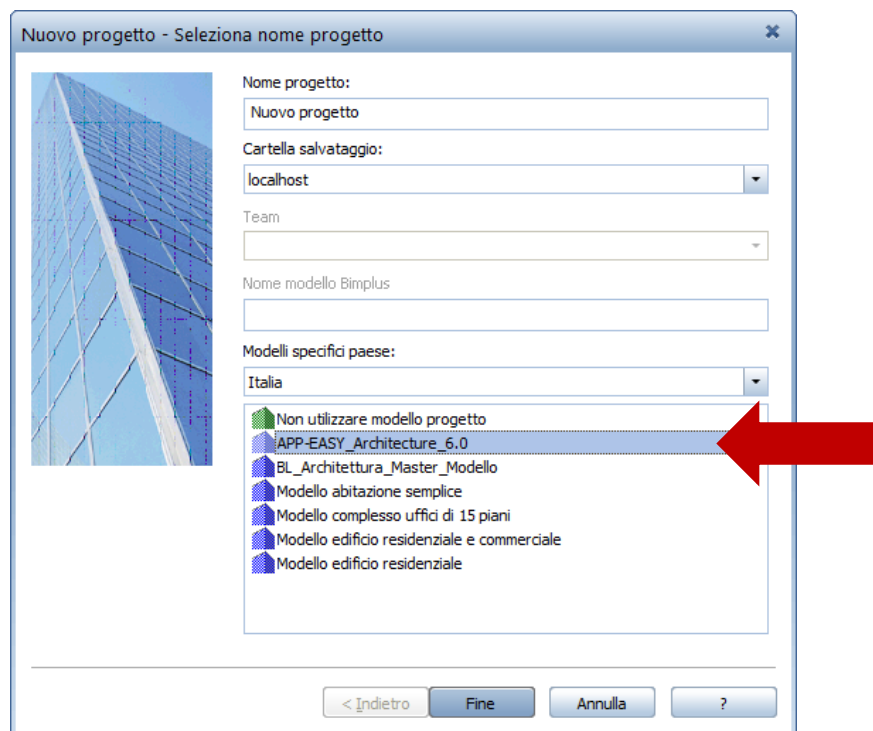 Nuovo progetto - Seleziona nome progetto
Nome progetto:
Nuovo progetto
Cartella salvataggio:
localhost
Team
Nome modello Bimplus
Modelli specifici paese:
Italia
Non utilizzare modello progetto
APP-EASY_Architecture_6.0
BL_Architettura_Master_Modello
Modello abitazione semplice
Modello complesso uffici di 15 piani
Modello edificio residenziale e commerciale
Modello edificio residenziale
< Indietro Fine Annulla ?